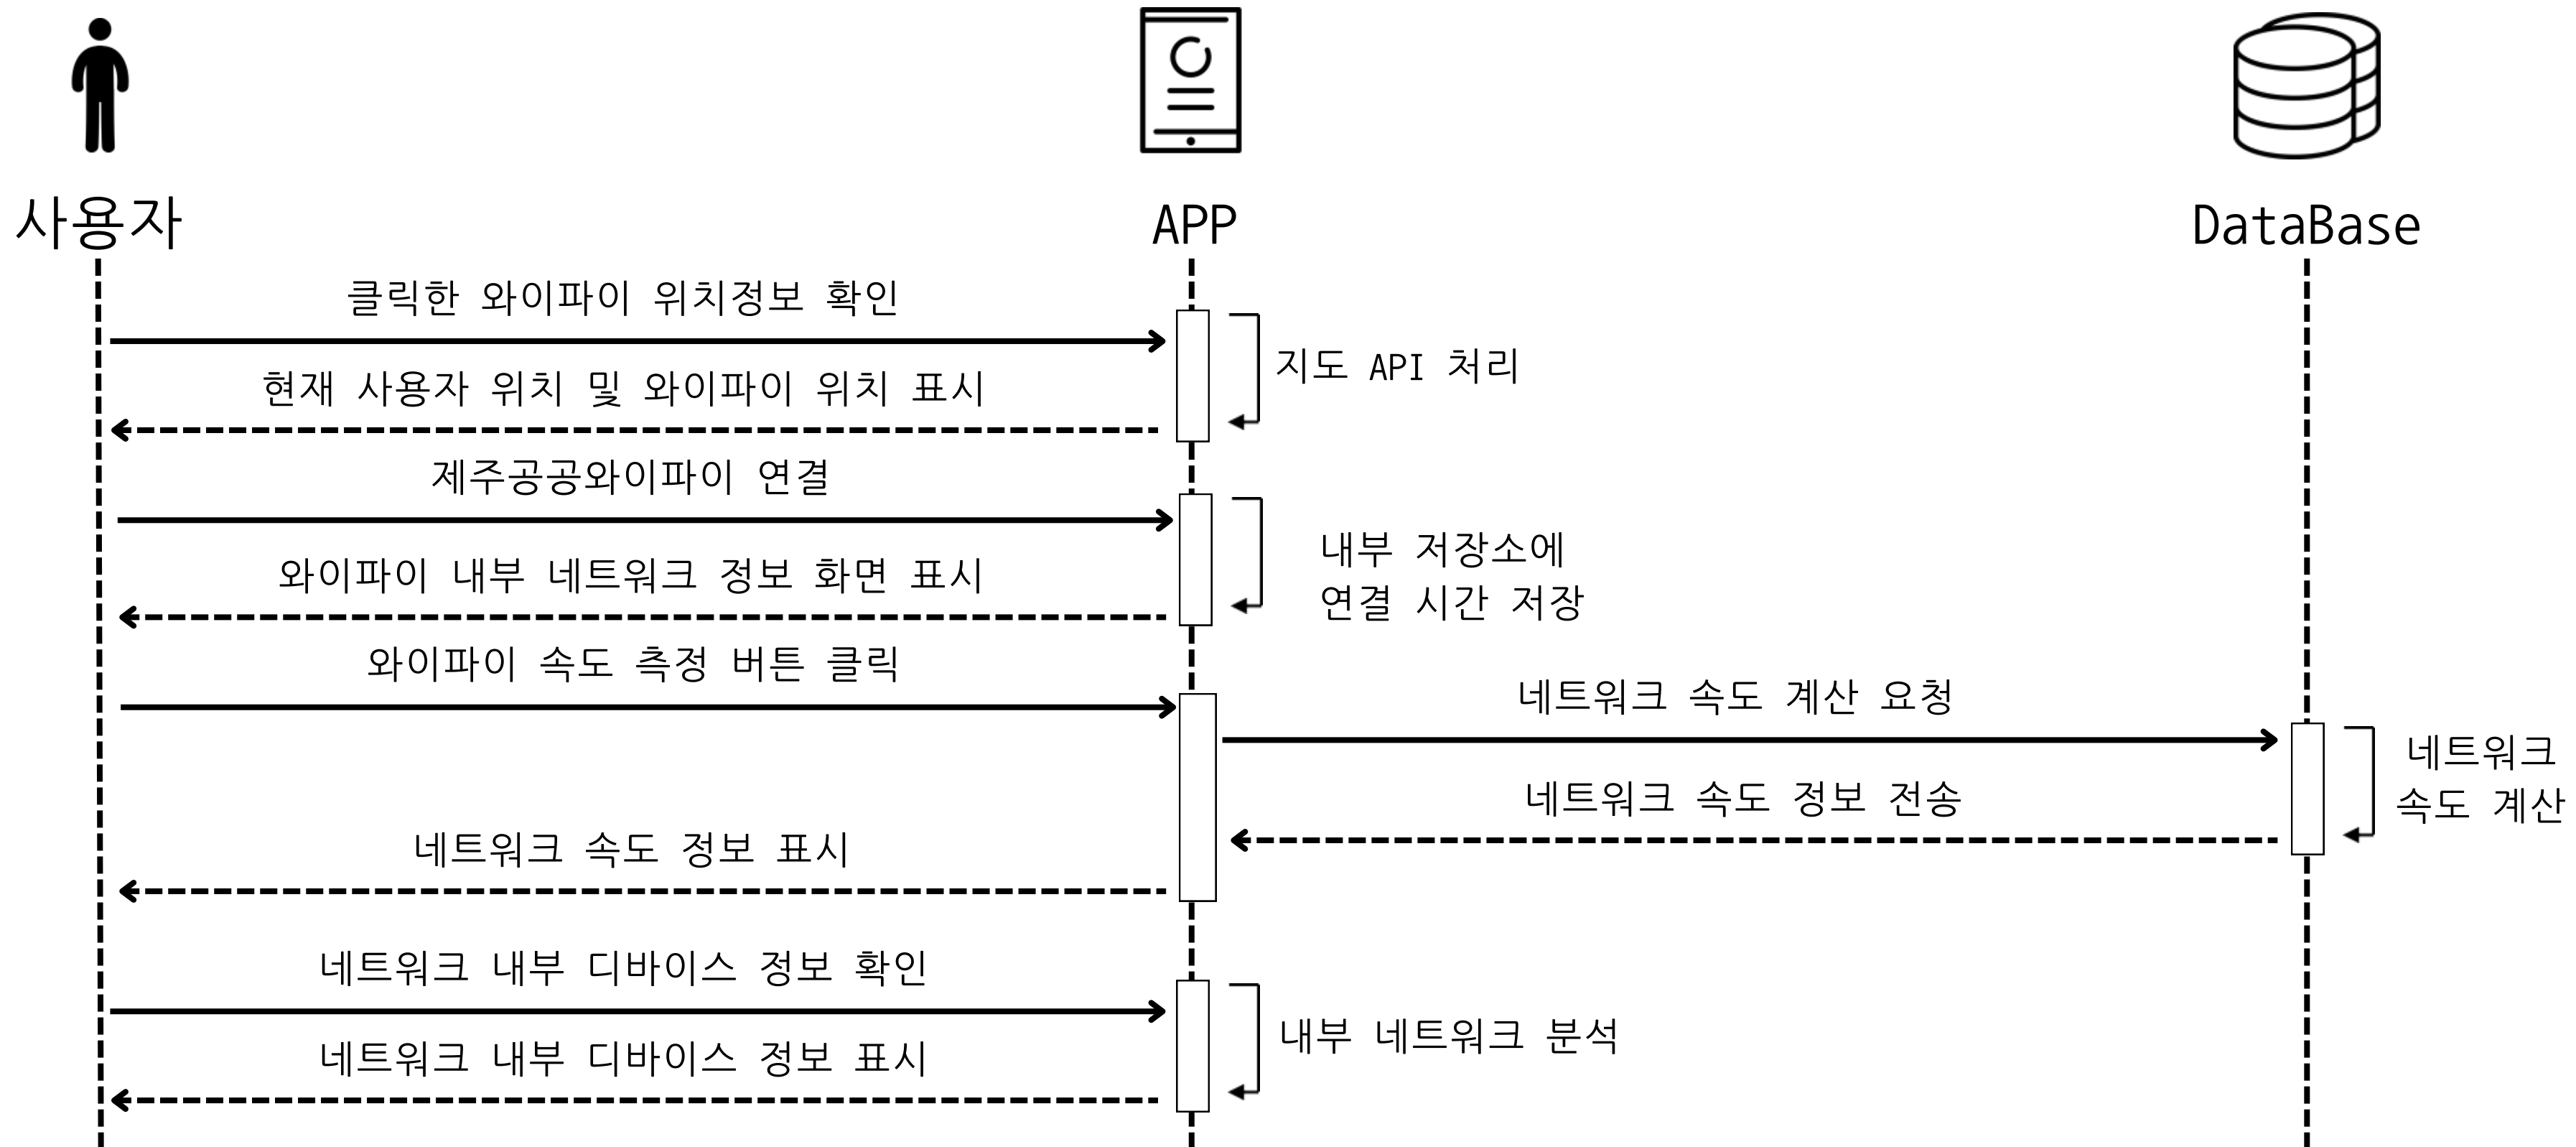 사용자
APP
DataBase
클릭한 와이파이 위치정보 확인
지도 API 처리
현재 사용자 위치 및 와이파이 위치 표시
제주공공와이파이 연결
내부 저장소에
연결 시간 저장
와이파이 내부 네트워크 정보 화면 표시
와이파이 속도 측정 버튼 클릭
네트워크 속도 계산 요청
네트워크
속도 계산
네트워크 속도 정보 전송
네트워크 속도 정보 표시
네트워크 내부 디바이스 정보 확인
내부 네트워크 분석
네트워크 내부 디바이스 정보 표시